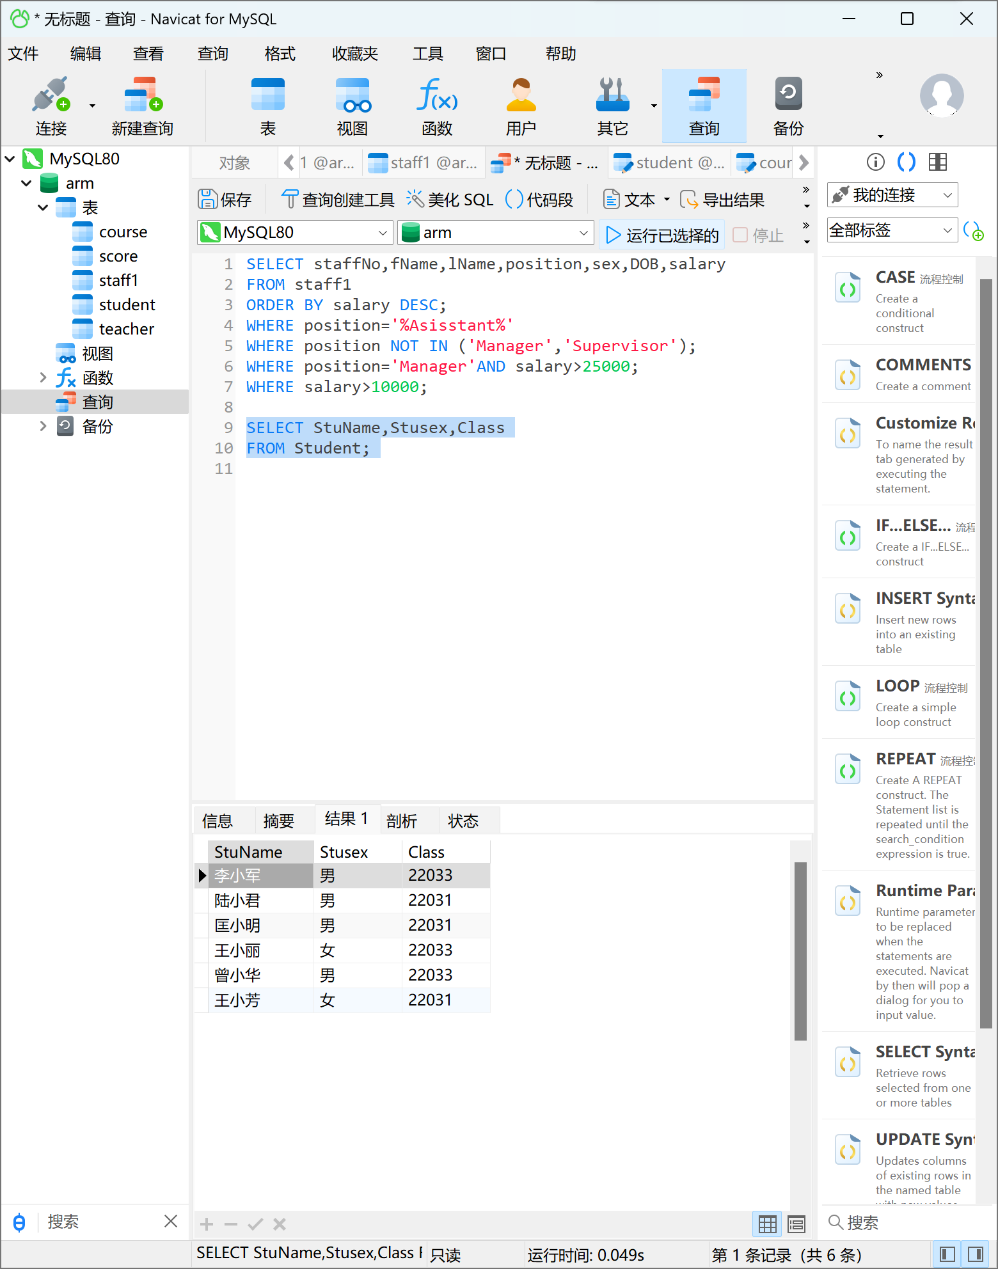 * 无标题 - 查询 - Navicat for MySQL
文件 编辑 查看 查询 格式 收藏夹 工具 窗口 帮助
连接 新建查询 表 视图 函数 用户 其它 查询 备份
MySQL80
arm
表
course
score
staff1
student
teacher
视图
函数
查询
备份
搜索
对象 1 @ar... staff1 @ar... * 无标题 - ... student @... cour
保存 查询创建工具 美化 SQL 代码段 文本 导出结果
MySQL80 arm 运行已选择的 停止
1 SELECT staffNo,fName,lName,position,sex,DOB,salary
2 FROM staff1
3 ORDER BY salary DESC;
4 WHERE position='%Asisstant%'
5 WHERE position NOT IN ('Manager','Supervisor');
6 WHERE position='Manager'AND salary>25000;
7 WHERE salary>10000;
8
9 SELECT StuName,Stusex,Class
10 FROM Student;
11
信息 摘要 结果 1 剖析 状态
StuName Stusex Class
李小军 男 22033
陆小君 男 22031
匡小明 男 22031
王小丽 女 22033
曾小华 男 22033
王小芳 女 22031
SELECT StuName,Stusex,Class 只读 运行时间: 0.049s 第 1 条记录 (共 6 条)
我的连接
全部标签
CASE 流程控制
Create a
conditional
construct
COMMENTS
Create a comment
Customize Re
To name the result
tab generated by
executing the
statement.
IF...ELSE... 流程
Create a IF...ELSE...
construct
INSERT Synta
Insert new rows
into an existing
table
LOOP 流程控制
Create a simple
loop construct
REPEAT 流程控
Create A REPEAT
construct. The
Statement list is
repeated until the
search_condition
expression is true.
Runtime Para
Runtime parameter
to be replaced
when the
statements are
executed. Navicat
by then will pop a
dialog for you to
input value.
SELECT Synta
Retrieve rows
selected from one
or more tables
UPDATE Synt
Updates columns
of existing rows in
the named table
with new values
搜索